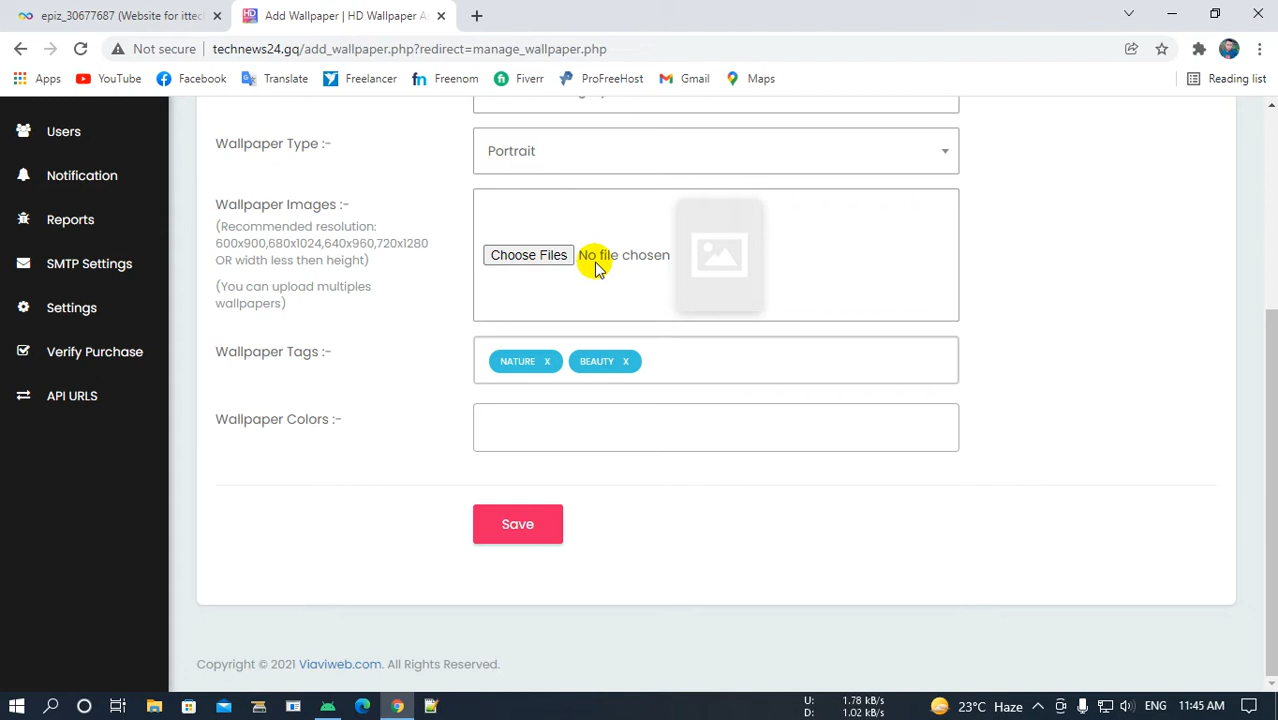 epiz_30677687 (Website for ittec
Add Wallpaper | HD Wallpaper A
Not secure
technews24.gq/add_wallpaper.php?redirect=manage_wallpaper.php
Apps YouTube Facebook Translate Freelancer Freenom Fiverr ProFreeHost Gmail Maps Reading list
Users
Notification
Reports
SMTP Settings
Settings
Verify Purchase
API URLS
Wallpaper Type :-
Portrait
Wallpaper Images :-
(Recommended resolution:
600x900,680x1024,640x960,720x1280
OR width less then height)
(You can upload multiples
wallpapers)
Choose Files No file chosen
Wallpaper Tags :-
NATURE X BEAUTY X
Wallpaper Colors :-
Save
Copyright © 2021 Viaviweb.com. All Rights Reserved.
U: 1.78 kB/s
D: 1.02 kB/s
23°C Haze
ENG
11:45 AM